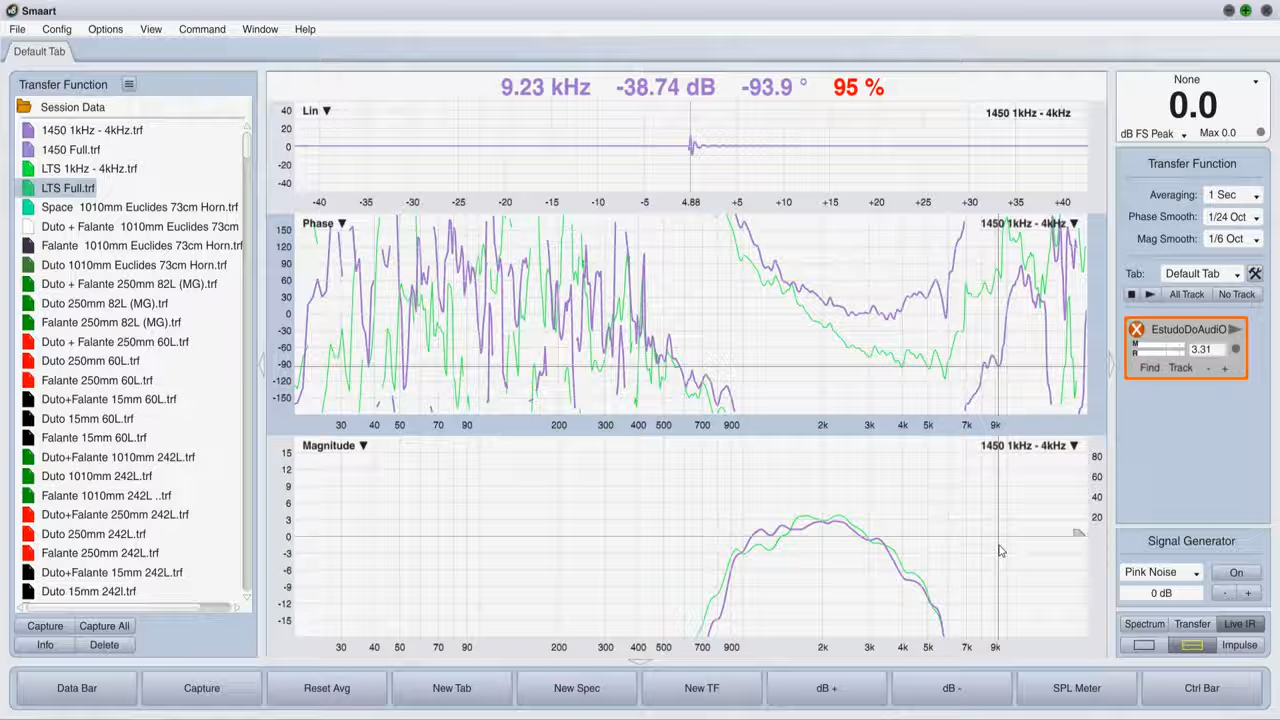 Smaart
File Config Options View Command Window Help
Default Tab
Transfer Function
Session Data
1450 1kHz - 4kHz.trf
1450 Full.trf
LTS 1kHz - 4kHz.trf
LTS Full.trf
Space 1010mm Euclides 73cm Horn.trf
Duto + Falante 1010mm Euclides 73cm
Falante 1010mm Euclides 73cm Horn.trf
Duto 1010mm Euclides 73cm Horn.trf
Duto + Falante 250mm 82L (MG).trf
Duto 250mm 82L (MG).trf
Falante 250mm 82L (MG).trf
Duto + Falante 250mm 60L.trf
Duto 250mm 60L.trf
Falante 250mm 60L.trf
Duto+Falante 15mm 60L.trf
Duto 15mm 60L.trf
Falante 15mm 60L.trf
Duto+Falante 1010mm 242L.trf
Duto 1010mm 242L.trf
Falante 1010mm 242L ..trf
Duto+Falante 250mm 242L.trf
Duto 250mm 242L.trf
Falante 250mm 242L.trf
Duto+Falante 15mm 242L.trf
Duto 15mm 242l.trf
Capture Capture All
Info Delete
9.23 kHz -38.74 dB -93.9 ° 95 %
Lin ▼ 1450 1kHz - 4kHz
40
20
0
-20
-40
-40 -35 -30 -25 -20 -15 -10 -5 4.88 +5 +10 +15 +20 +25 +30 +35 +40
Phase ▼ 1450 1kHz - 4kHz ▼
150
120
90
60
30
0
-30
-60
-90
-120
-150
30 40 50 70 90 200 300 400 500 700 900 2k 3k 4k 5k 7k 9k
Magnitude ▼ 1450 1kHz - 4kHz ▼
15
12
9
6
3
0
-3
-6
-9
-12
-15
80
60
40
20
30 40 50 70 90 200 300 400 500 700 900 2k 3k 4k 5k 7k 9k
None
0.0
dB FS Peak Max 0.0
Transfer Function
Averaging: 1 Sec
Phase Smooth: 1/24 Oct
Mag Smooth: 1/6 Oct
Tab: Default Tab
All Track No Track
EstudoDoAudiO
M
R
3.31
Find Track - +
Signal Generator
Pink Noise On
0 dB - +
Spectrum Transfer Live IR
Impulse
Data Bar Capture Reset Avg New Tab New Spec New TF dB + dB - SPL Meter Ctrl Bar